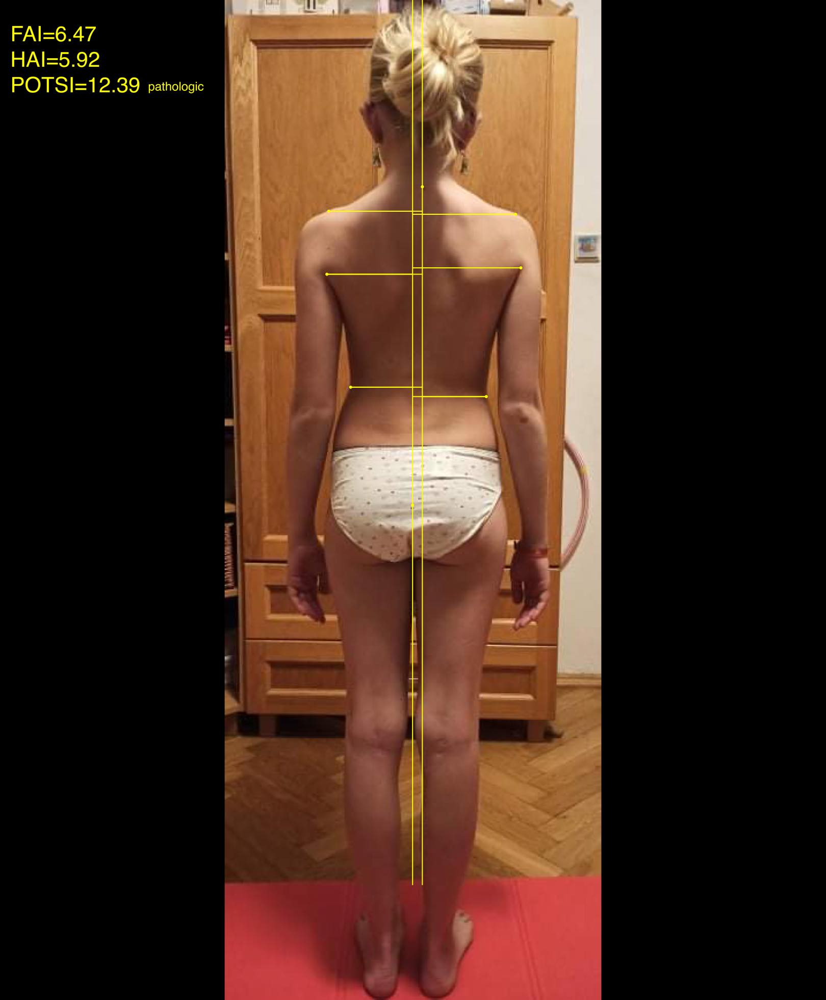 FAI=6.47
HAI=5.92
POTSI=12.39 pathologic